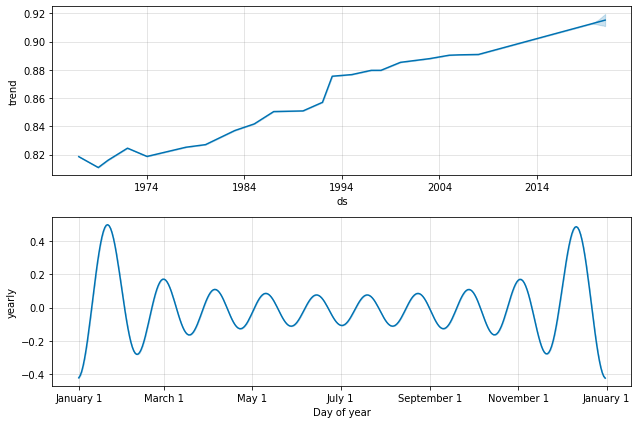 0.92
0.90
0.88
0.86
0.84
0.82
trend
1974 1984 1994 2004 2014
ds
0.4
0.2
0.0
−0.2
−0.4
yearly
January 1 March 1 May 1 July 1 September 1 November 1 January 1
Day of year